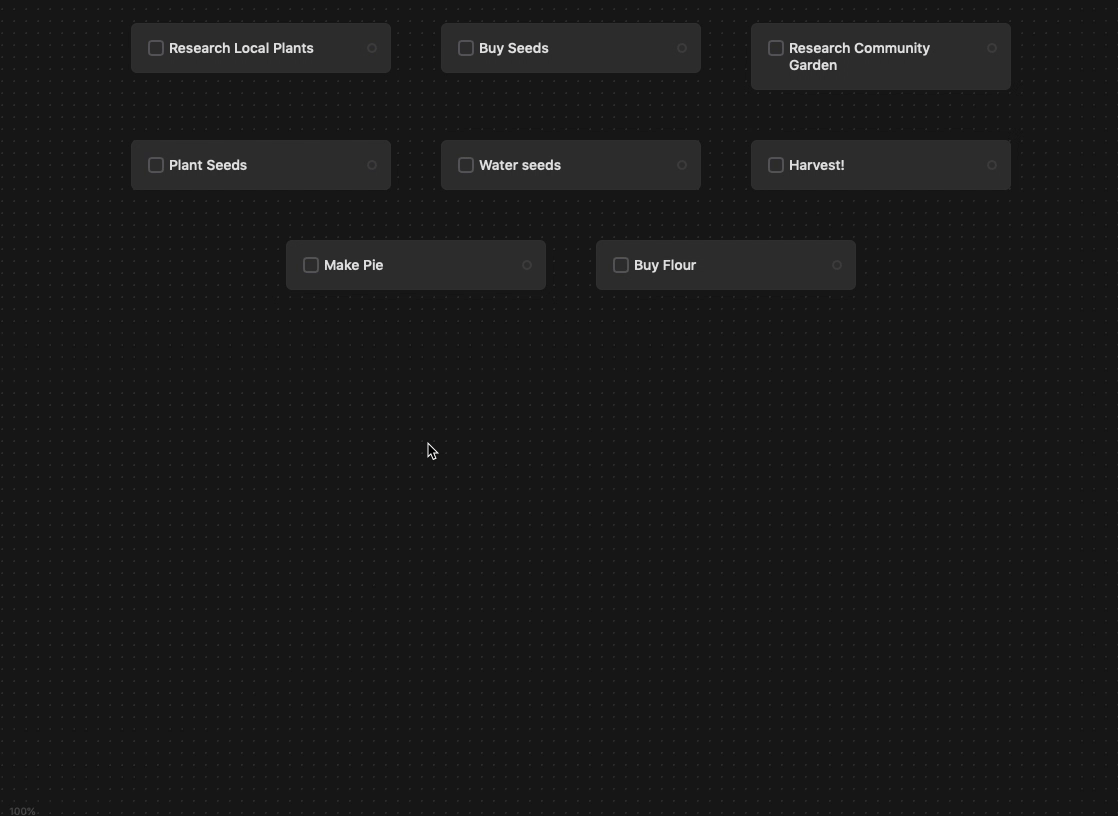 Research Local Plants
Buy Seeds
Research Community
Garden
Plant Seeds
Water seeds
Harvest!
Make Pie
Buy Flour
100%